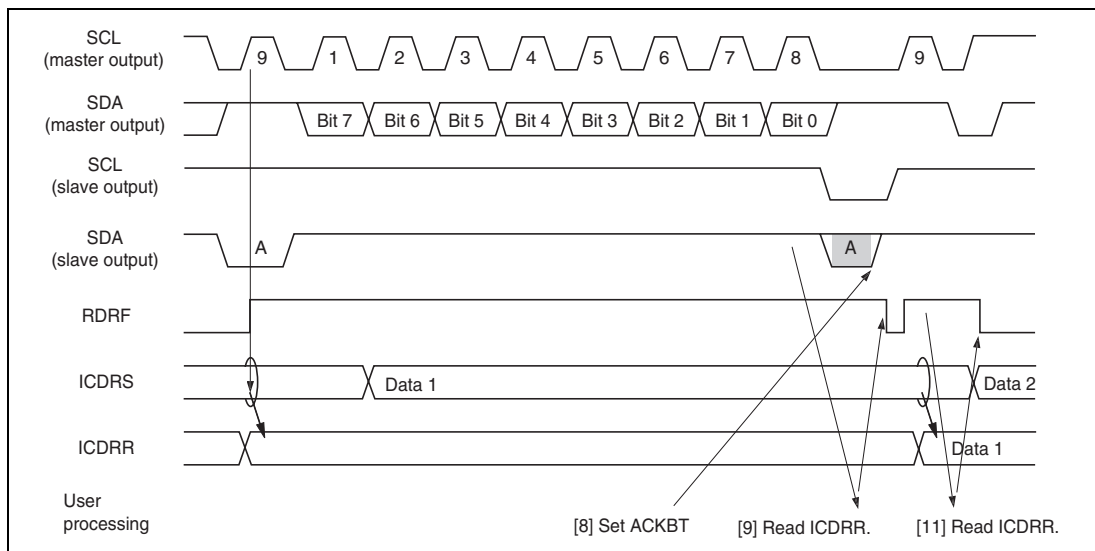 SCL
(master output)
9 1 2 3 4 5 6 7 8 9
SDA
(master output)
Bit 7 Bit 6 Bit 5 Bit 4 Bit 3 Bit 2 Bit 1 Bit 0
SCL
(slave output)
SDA
(slave output)
A A
RDRF
ICDRS
Data 1 Data 2
ICDRR
Data 1
User
processing
[8] Set ACKBT [9] Read ICDRR. [11] Read ICDRR.